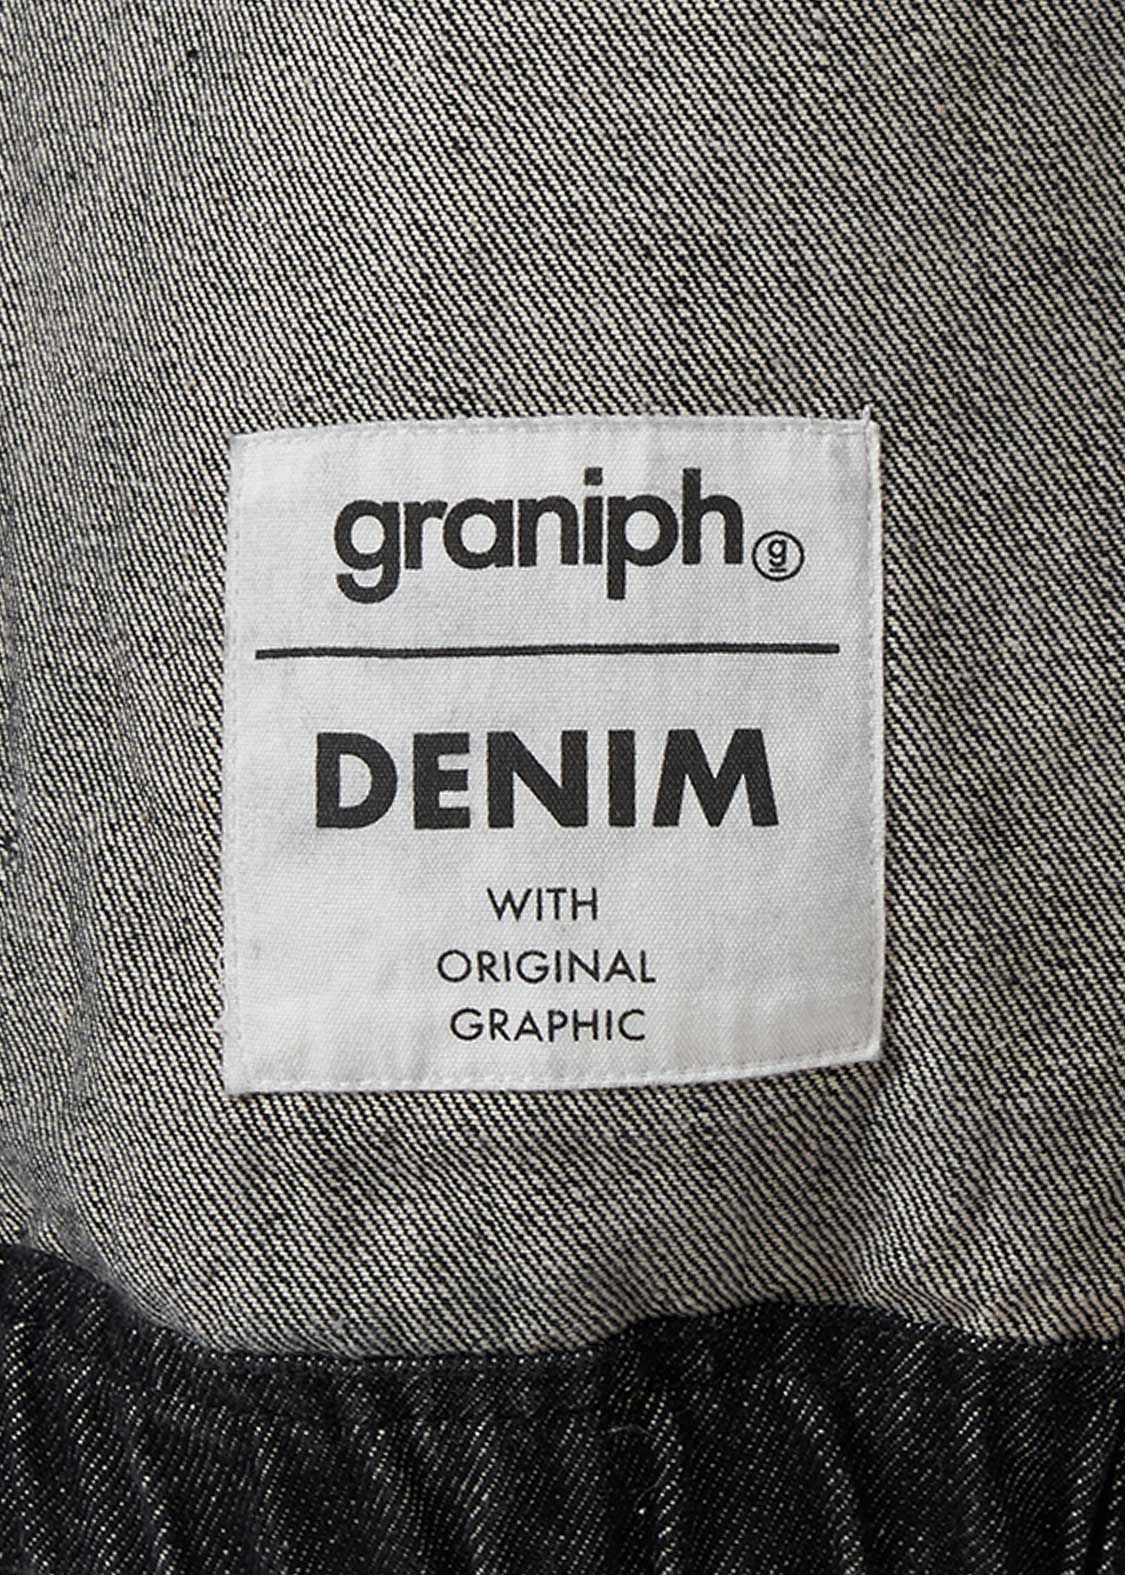 graniph g
DENIM
WITH
ORIGINAL
GRAPHIC